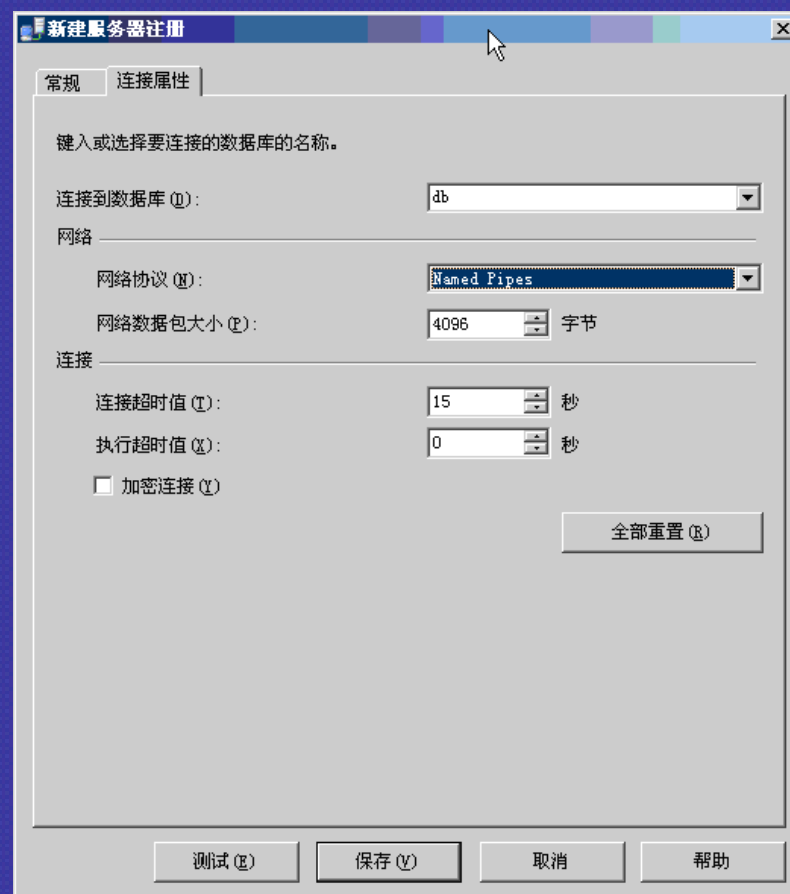 新建服务器注册
常规 连接属性
键入或选择要连接的数据库的名称。
连接到数据库(D): db
网络
网络协议(N): Named Pipes
网络数据包大小(P): 4096 字节
连接
连接超时值(T): 15 秒
执行超时值(X): 0 秒
加密连接(Y)
全部重置(R)
测试(E) 保存(V) 取消 帮助